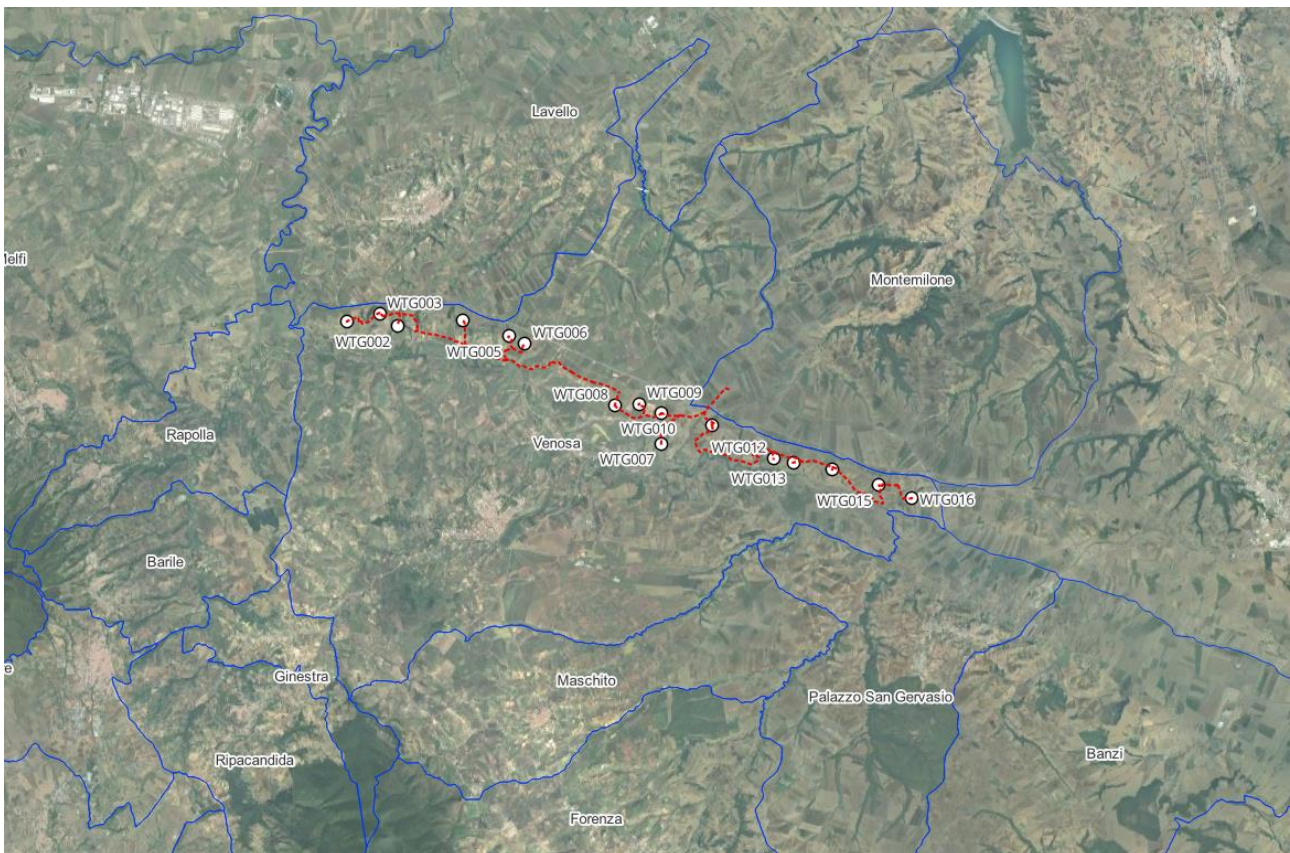 Lavello
Melfi
Montemilone
WTG003
WTG002
WTG005
WTG006
WTG008
WTG009
WTG010
WTG007
Venosa
WTG012
WTG013
WTG015
WTG016
Rapolla
Barile
Ginestra
Maschito
Palazzo San Gervasio
Ripacandida
Banzi
Forenza